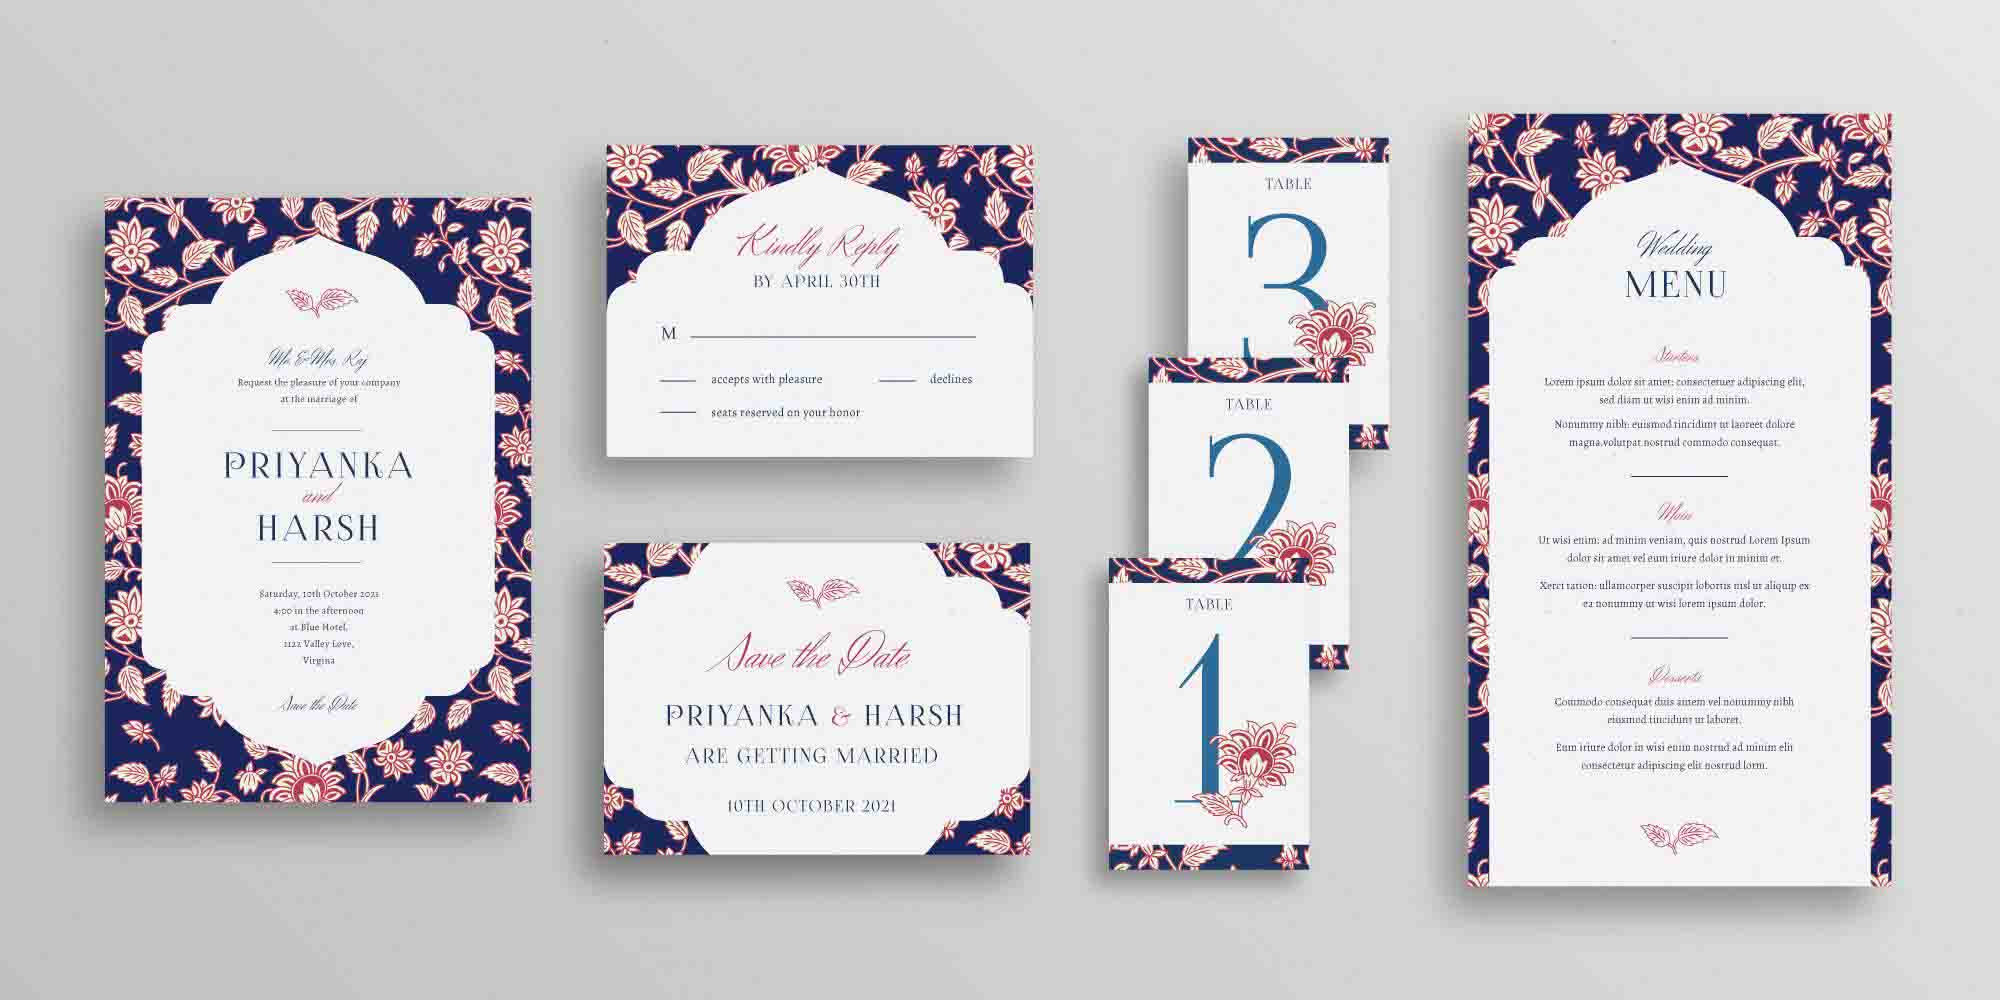 Mr. & Mrs. Raj
Request the pleasure of your company
at the marriage of
PRIYANKA
and
HARSH
Saturday, 10th October 2021
4:00 in the afternoon
at Blue Hotel,
1122 Valley Love,
Virgina
Save the Date
Kindly Reply
BY APRIL 30TH
M
accepts with pleasure declines
seats reserved on your honor
Save the Date
PRIYANKA & HARSH
ARE GETTING MARRIED
10TH OCTOBER 2021
TABLE
3
TABLE
2
TABLE
1
Wedding
MENU
Starters
Lorem ipsum dolor sit amet: consectetuer adipiscing elit,
sed diam ut wisi enim ad minim.
Nonummy nibh: euismod tincidunt ut laoreet dolore
magna.volutpat nostrud commodo consequat.
Main
Ut wisi enim: ad minim veniam, quis nostrud Lorem Ipsum
dolor sit amet vel eum iriure dolor in minim et.
Xerci tation: ullamcorper suscipit lobortis nisl ut aliquip ex
ea nonummy ut wisi lorem ipsum dolor.
Desserts
Commodo consequat duis autem vel nonummy nibh
eiusmod tincidunt ut laboret.
Eum iriure dolor in wisi enim nostrud ad minim elit
consectetur adipiscing elit nostrud lorm.